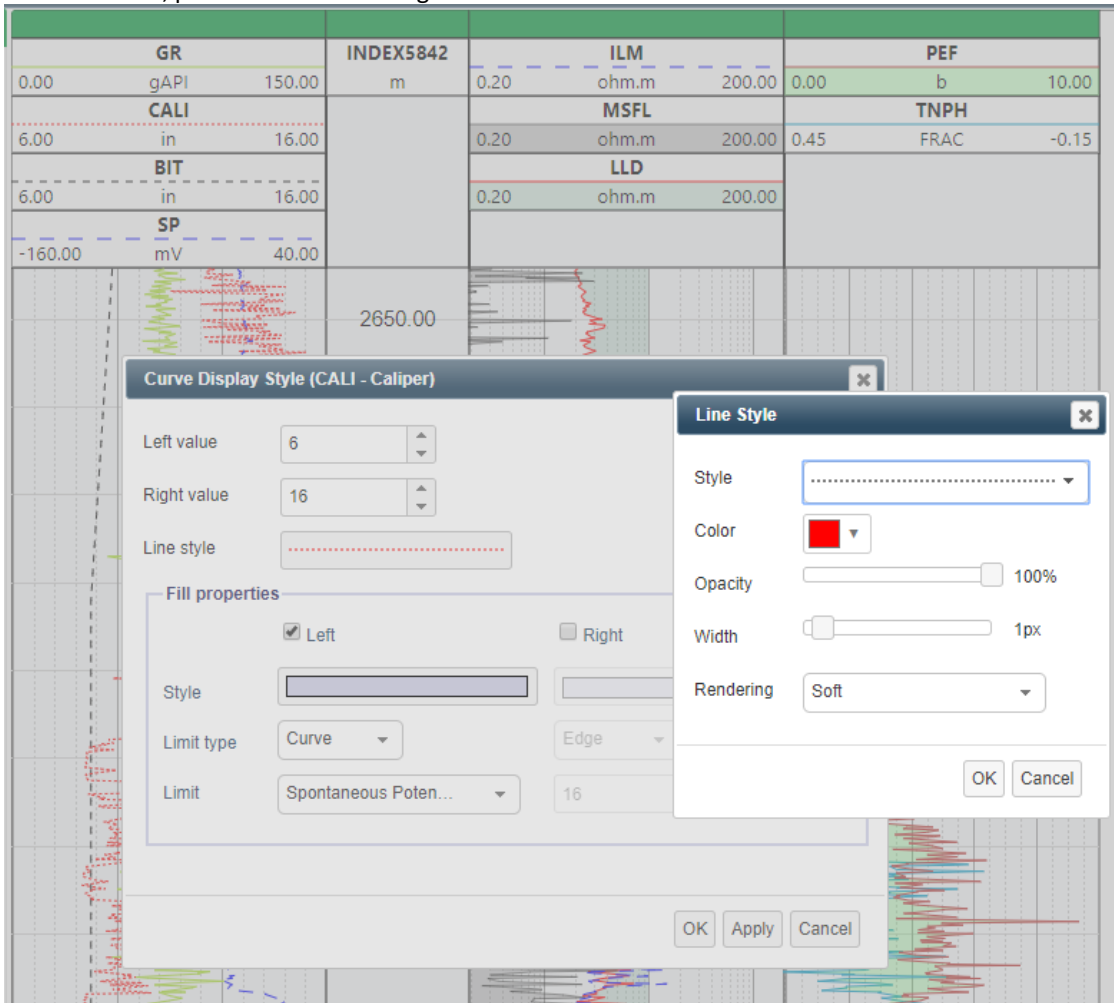 GR INDEX5842 ILM PEF
0.00 gAPI 150.00 m 0.20 ohm.m 200.00 0.00 b 10.00
CALI MSFL TNPH
6.00 in 16.00 0.20 ohm.m 200.00 0.45 FRAC -0.15
BIT LLD
6.00 in 16.00 0.20 ohm.m 200.00
SP
-160.00 mV 40.00
2650.00
Curve Display Style (CALI - Caliper)
Left value 6
Right value 16
Line style
Fill properties
Left Right
Style
Limit type Curve Edge
Limit Spontaneous Poten... 16
OK Apply Cancel
Line Style
Style
Color
Opacity 100%
Width 1px
Rendering Soft
OK Cancel